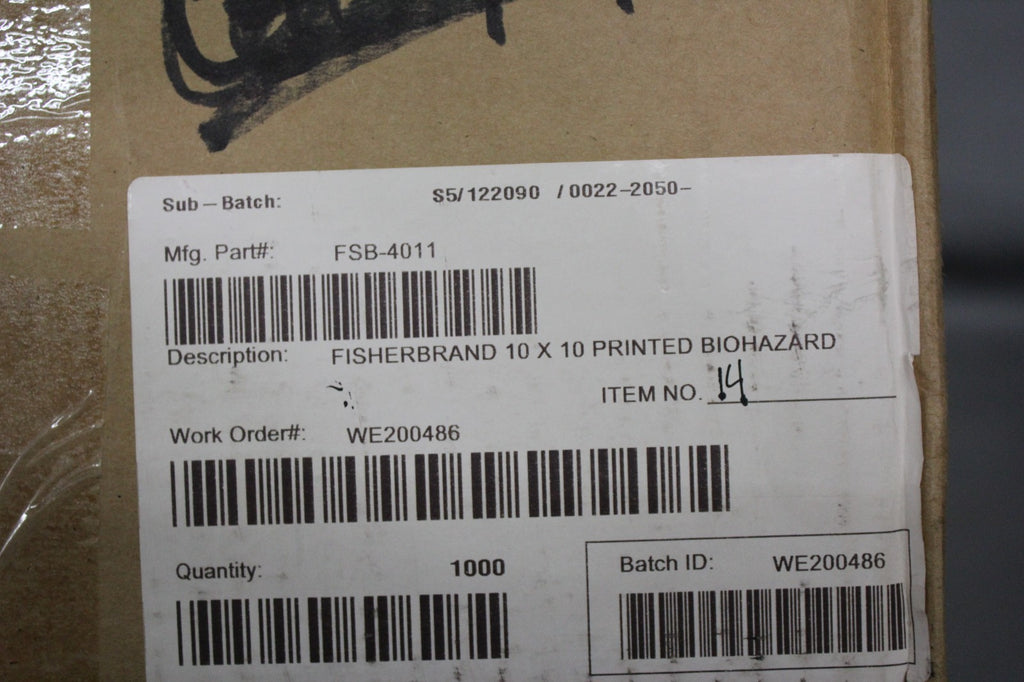 Sub-Batch: S5/122090 /0022-2050-
Mfg. Part#: FSB-4011
Description: FISHERBRAND 10 X 10 PRINTED BIOHAZARD
ITEM NO. 14
Work Order#: WE200486
Quantity: 1000
Batch ID: WE200486